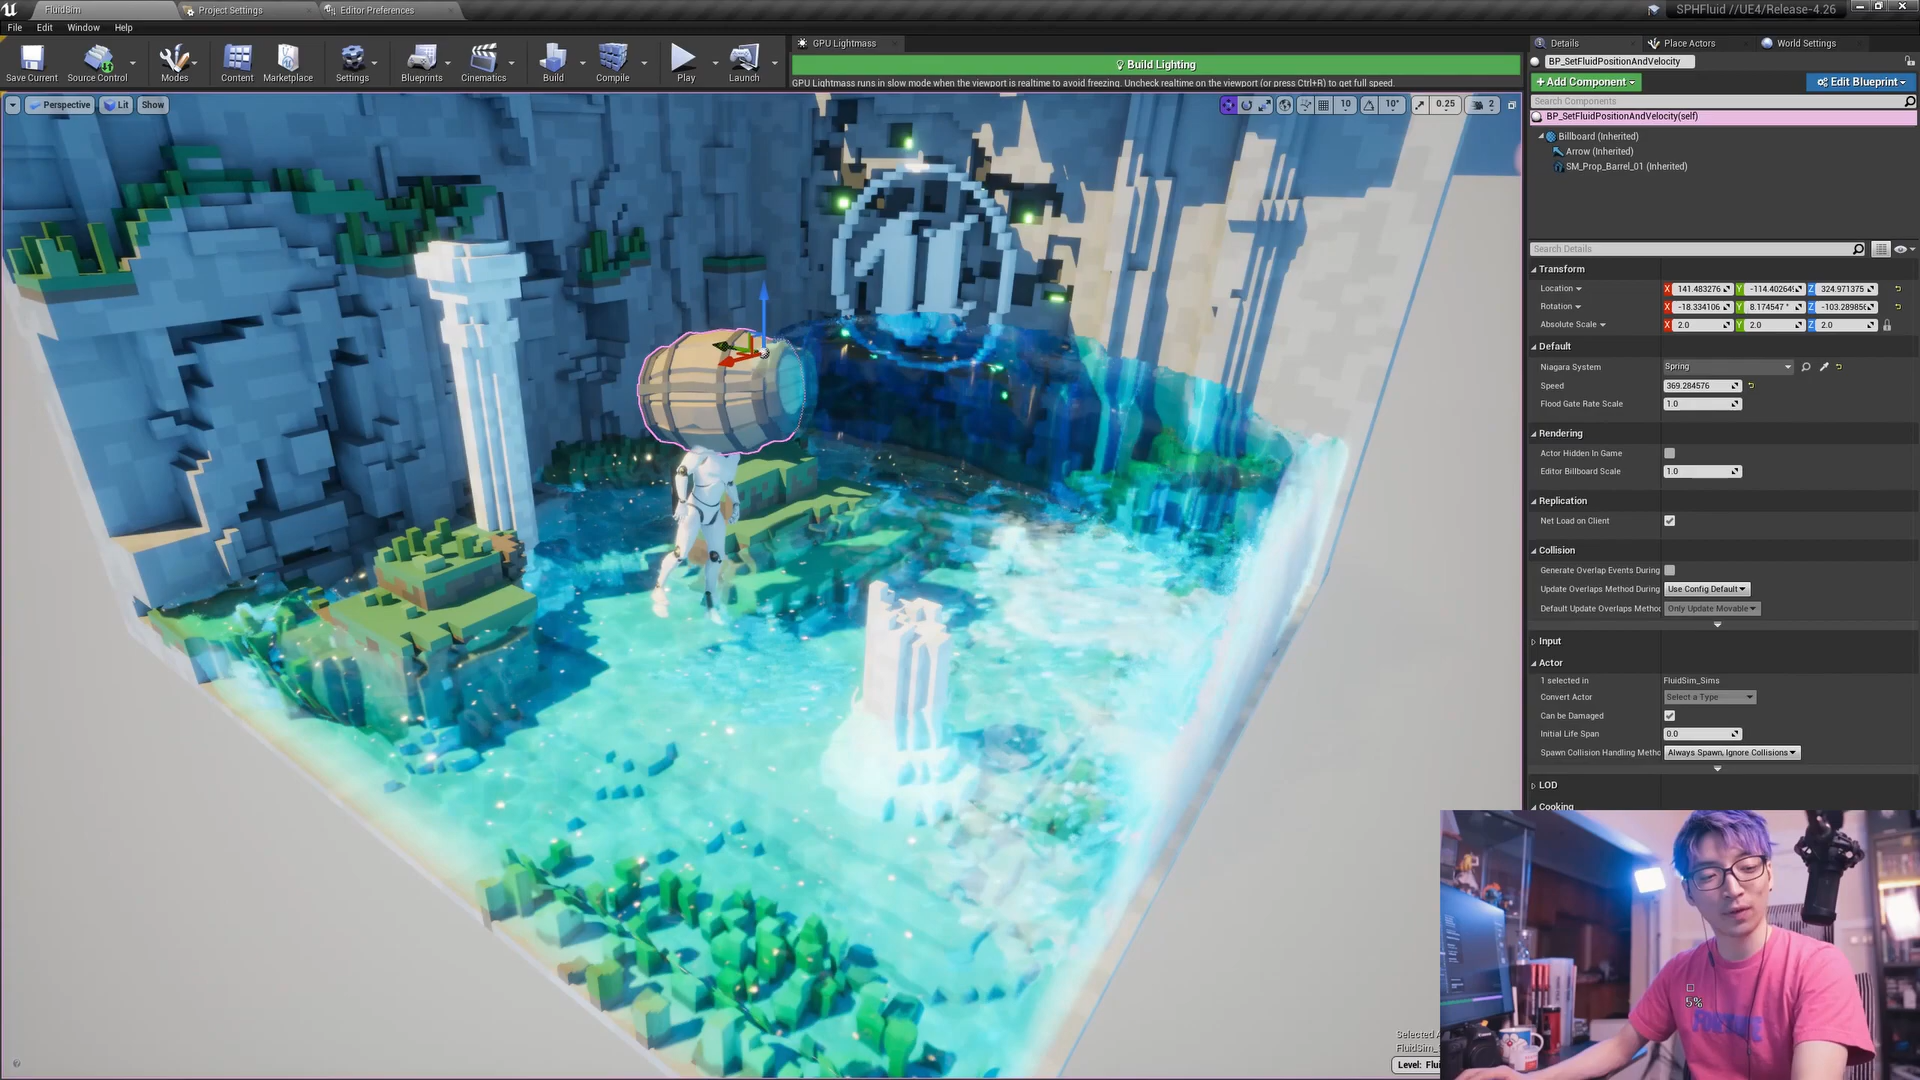 FluidSim
Project Settings
Editor Preferences
SPHFluid //UE4/Release-4.26
File Edit Window Help
Save Current
Source Control
Modes
Content
Marketplace
Settings
Blueprints
Cinematics
Build
Compile
Play
Launch
GPU Lightmass
Build Lighting
GPU Lightmass runs in slow mode when the viewport is realtime to avoid freezing. Uncheck realtime on the viewport (or press Ctrl+R) to get full speed.
Perspective Lit Show
10 10° 0.25 2
Details
Place Actors
World Settings
BP_SetFluidPositionAndVelocity
+ Add Component
Edit Blueprint
Search Components
BP_SetFluidPositionAndVelocity(self)
Billboard (Inherited)
Arrow (Inherited)
SM_Prop_Barrel_01 (Inherited)
Search Details
Transform
Location X 141.483276 Y Z 324.971375
Rotation X -18.334106 Y 8.174547 ° Z
Absolute Scale X 2.0 Y 2.0 Z 2.0
Default
Niagara System Spring
Speed 369.284576
Flood Gate Rate Scale 1.0
Rendering
Actor Hidden In Game
Editor Billboard Scale 1.0
Replication
Net Load on Client
Collision
Generate Overlap Events During
Update Overlaps Method During Use Config Default
Default Update Overlaps Metho Only Update Movable
Input
Actor
1 selected in FluidSim_Sims
Convert Actor Select a Type
Can be Damaged
Initial Life Span 0.0
Spawn Collision Handling Metho Always Spawn, Ignore Collisions
LOD
Cooking
Selected
FluidSim_
Level: Flui
5%